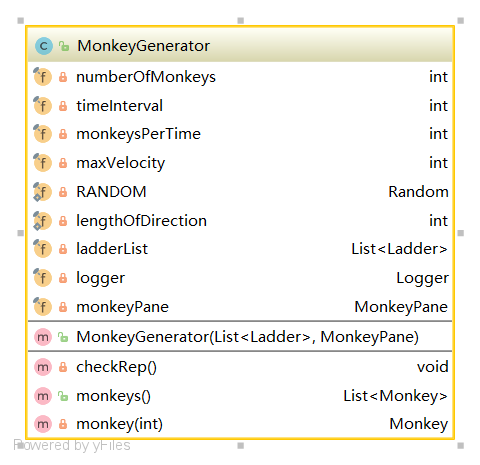 C MonkeyGenerator
f numberOfMonkeys int
f timeInterval int
f monkeysPerTime int
f maxVelocity int
f RANDOM Random
f lengthOfDirection int
f ladderList List<Ladder>
f logger Logger
f monkeyPane MonkeyPane
m MonkeyGenerator(List<Ladder>, MonkeyPane)
m checkRep() void
m monkeys() List<Monkey>
m monkey(int) Monkey
Powered by yFiles